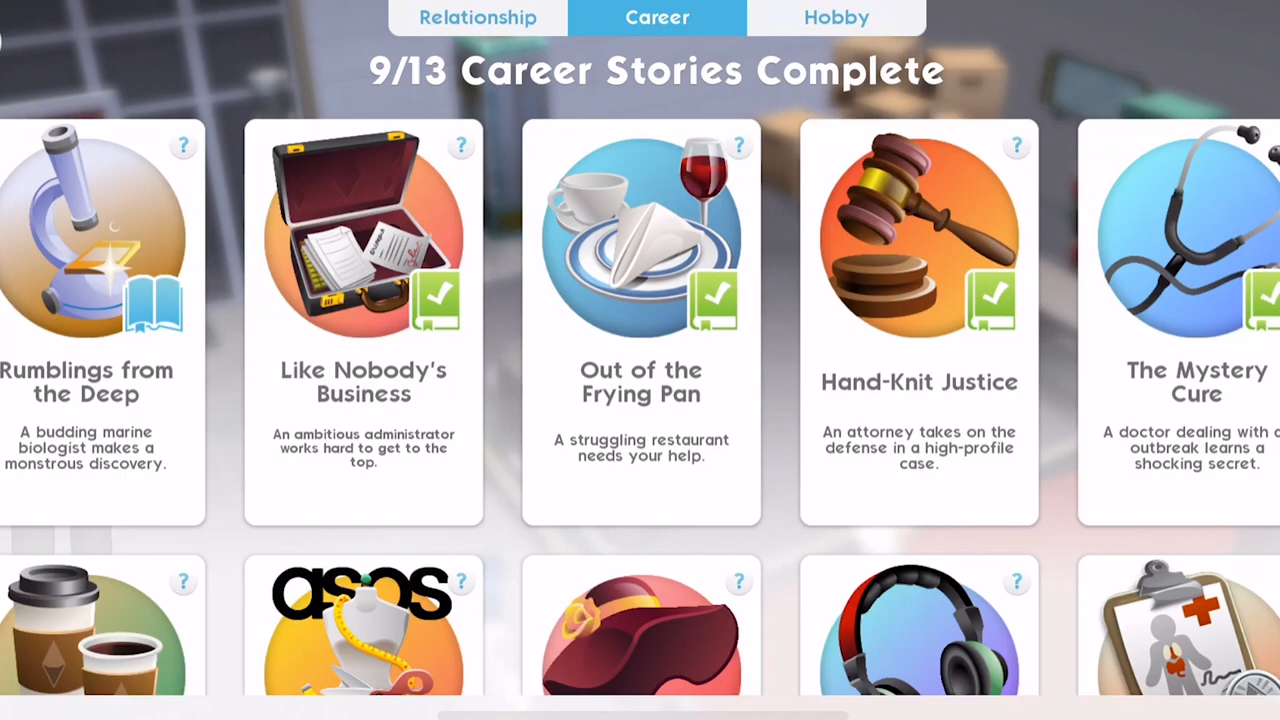 Relationship
Career
Hobby
9/13 Career Stories Complete
?
?
?
?
Rumblings from
the Deep
A budding marine
biologist makes a
monstrous discovery.
Like Nobody's
Business
An ambitious administrator
works hard to get to the
top.
Out of the
Frying Pan
A struggling restaurant
needs your help.
Hand-Knit Justice
An attorney takes on the
defense in a high-profile
case.
The Mystery
Cure
A doctor dealing with a
outbreak learns a
shocking secret.
?
asos
?
?
?